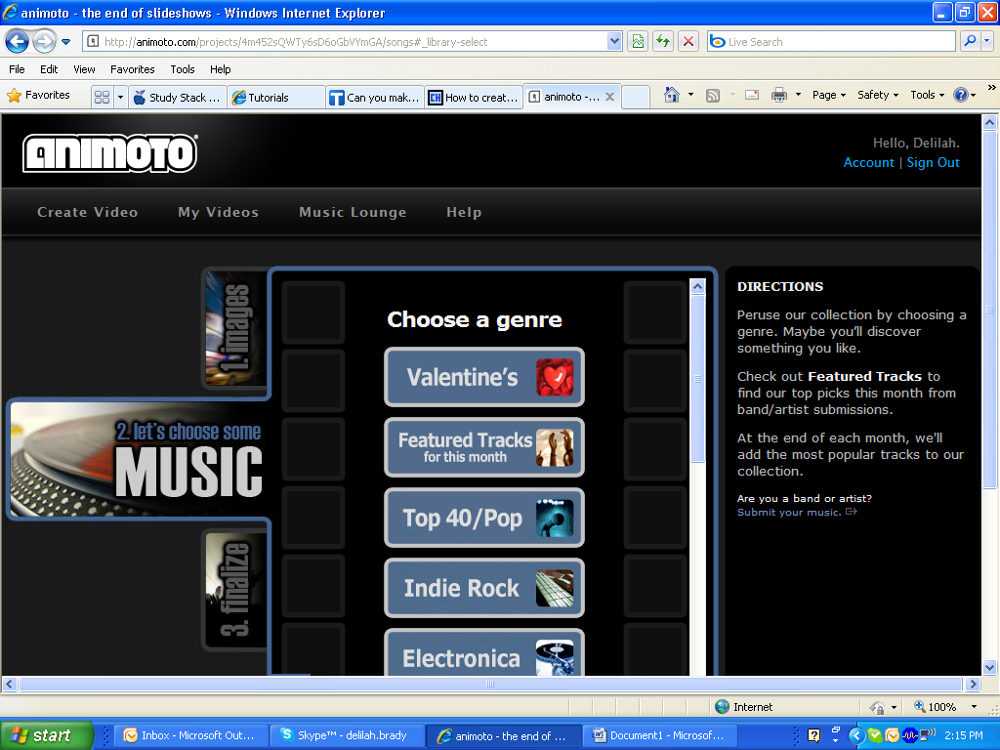 animoto - the end of slideshows - Windows Internet Explorer
http://animoto.com/projects/4m452sQWTy6sD6oGbVYmGA/songs#_library-select
Live Search
File Edit View Favorites Tools Help
Favorites
Study Stack ...
Tutorials
Can you mak...
How to creat...
animoto -...
Page
Safety
Tools
ANIMOTO
Hello, Delilah.
Account | Sign Out
Create Video
My Videos
Music Lounge
Help
1. images
2. let's choose some
MUSIC
3. finalize
Choose a genre
Valentine's
Featured Tracks
for this month
Top 40/Pop
Indie Rock
Electronica
DIRECTIONS
Peruse our collection by choosing a
genre. Maybe you'll discover
something you like.
Check out Featured Tracks to
find our top picks this month from
band/artist submissions.
At the end of each month, we'll
add the most popular tracks to our
collection.
Are you a band or artist?
Submit your music.
Internet
100%
start
Inbox - Microsoft Out...
Skype™ - delilah.brady
animoto - the end of ...
Document1 - Microsof...
2:15 PM